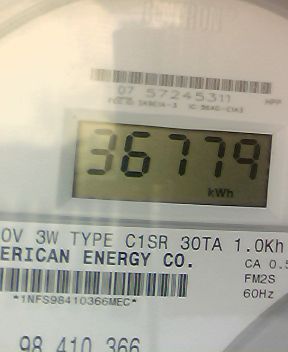 07 57245311
36779
kWh
0V 3W TYPE C1SR 30TA 1.0Kh
ERICAN ENERGY CO.
CA 0.5
FM2S
*1NFS98410366MEC*
60Hz
98 410 366